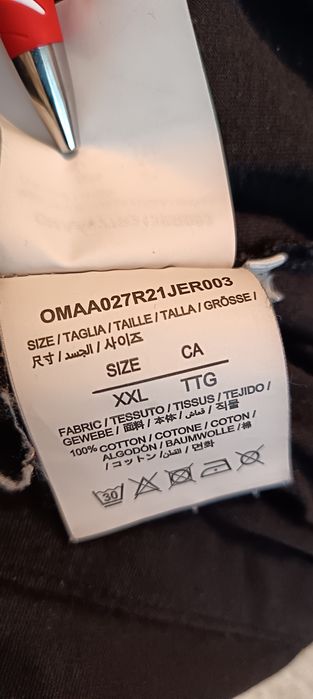 OMAA027R21JER003
SIZE / TAGLIA / TAILLE / TALLA / GRÖSSE /
尺寸 / الجسد / 사이즈
SIZE CA
XXL TTG
FABRIC / TESSUTO / TISSUS / TEJIDO /
GEWEBE / 面料 / 本体 / قماش / 직물
100% COTTON / COTONE / COTON /
ALGODÓN / BAUMWOLLE / 棉
/ コットン / القطن / 면화
30